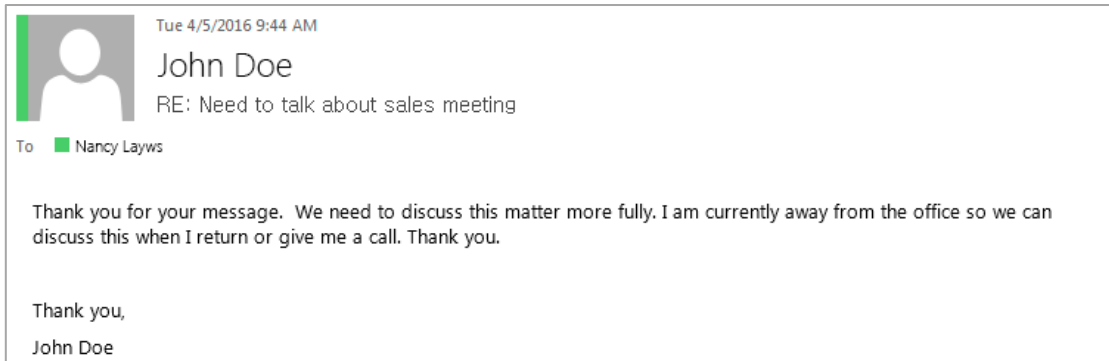 Tue 4/5/2016 9:44 AM
John Doe
RE: Need to talk about sales meeting
To Nancy Layws
Thank you for your message.  We need to discuss this matter more fully. I am currently away from the office so we can
discuss this when I return or give me a call. Thank you.
Thank you,
John Doe